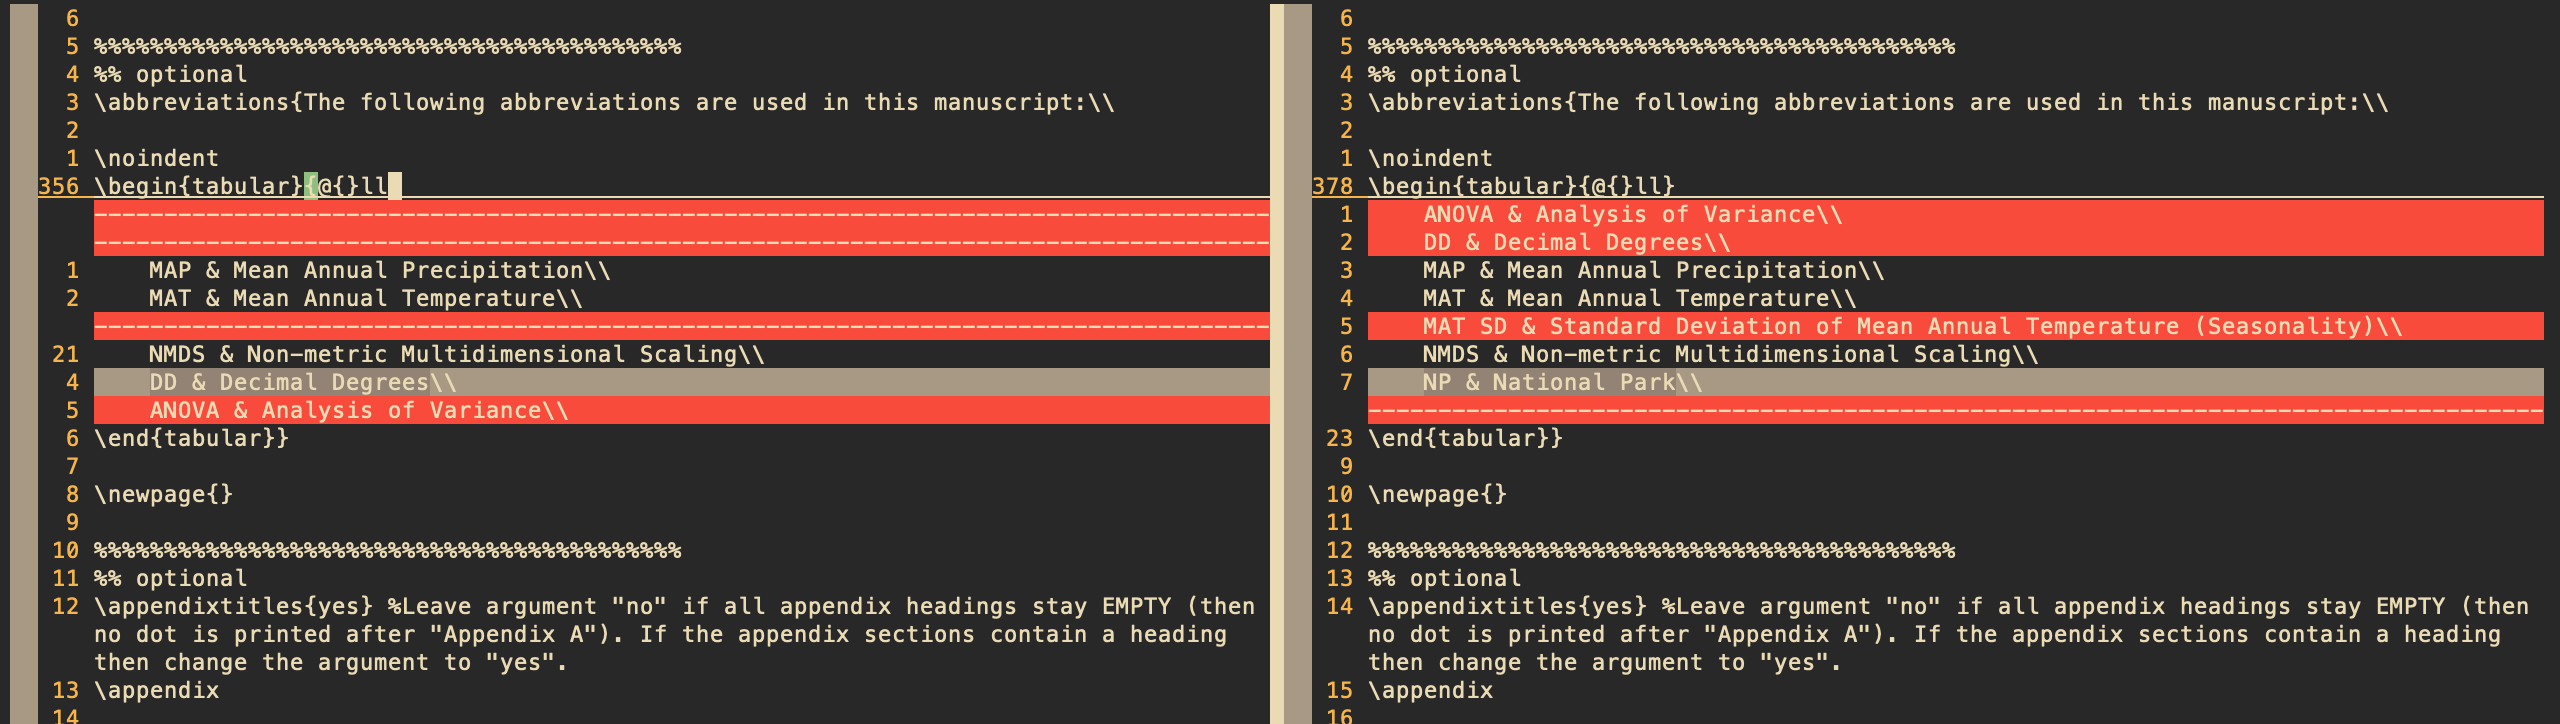 6
5 %%%%%%%%%%%%%%%%%%%%%%%%%%%%%%%%%%%%%%%%%%
4 %% optional
3 \abbreviations{The following abbreviations are used in this manuscript:\\
2
1 \noindent
356 \begin{tabular}{@{}ll
1 MAP & Mean Annual Precipitation\\
2 MAT & Mean Annual Temperature\\
21 NMDS & Non-metric Multidimensional Scaling\\
4 DD & Decimal Degrees\\
5 ANOVA & Analysis of Variance\\
6 \end{tabular}}
7
8 \newpage{}
9
10 %%%%%%%%%%%%%%%%%%%%%%%%%%%%%%%%%%%%%%%%%%
11 %% optional
12 \appendixtitles{yes} %Leave argument "no" if all appendix headings stay EMPTY (then
no dot is printed after "Appendix A"). If the appendix sections contain a heading
then change the argument to "yes".
13 \appendix
14
6
5 %%%%%%%%%%%%%%%%%%%%%%%%%%%%%%%%%%%%%%%%%%
4 %% optional
3 \abbreviations{The following abbreviations are used in this manuscript:\\
2
1 \noindent
378 \begin{tabular}{@{}ll}
1 ANOVA & Analysis of Variance\\
2 DD & Decimal Degrees\\
3 MAP & Mean Annual Precipitation\\
4 MAT & Mean Annual Temperature\\
5 MAT SD & Standard Deviation of Mean Annual Temperature (Seasonality)\\
6 NMDS & Non-metric Multidimensional Scaling\\
7 NP & National Park\\
23 \end{tabular}}
9
10 \newpage{}
11
12 %%%%%%%%%%%%%%%%%%%%%%%%%%%%%%%%%%%%%%%%%%
13 %% optional
14 \appendixtitles{yes} %Leave argument "no" if all appendix headings stay EMPTY (then
no dot is printed after "Appendix A"). If the appendix sections contain a heading
then change the argument to "yes".
15 \appendix
16